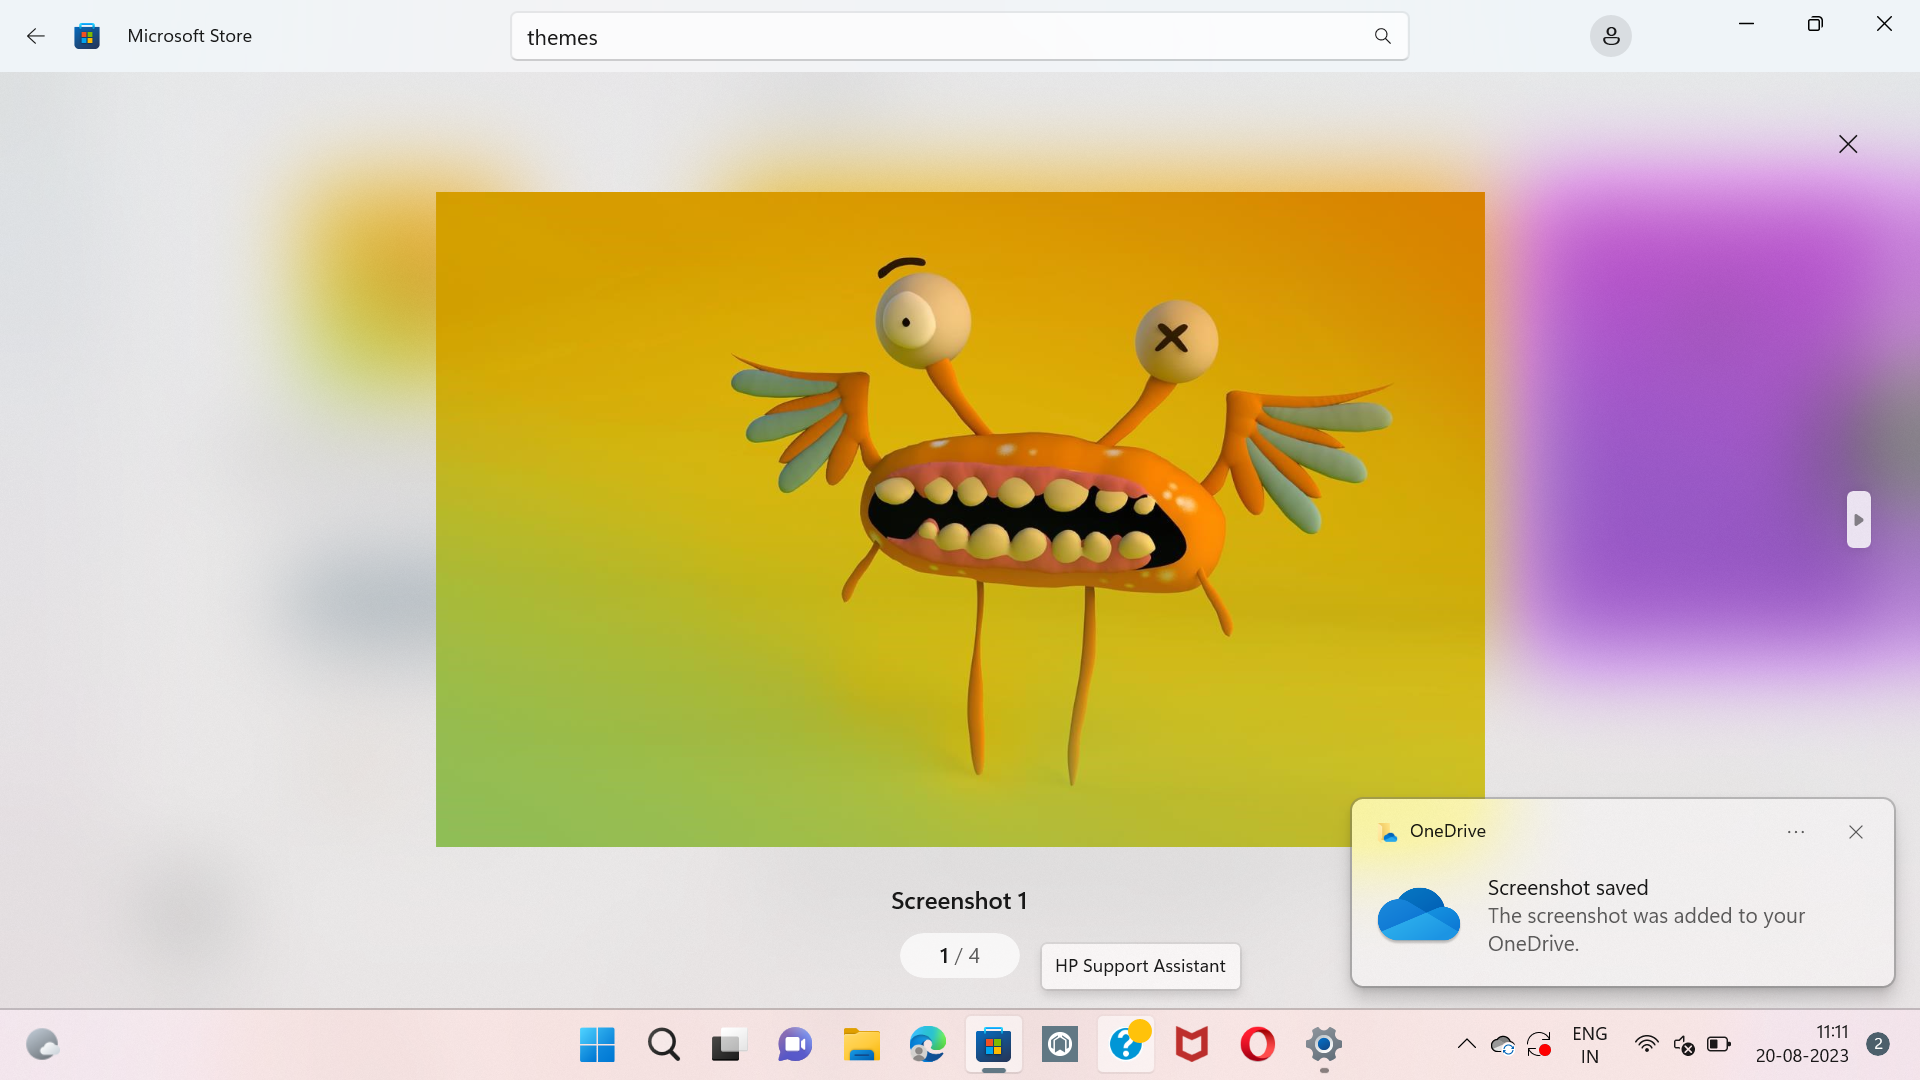 Microsoft Store
themes
Screenshot 1
1 / 4
HP Support Assistant
OneDrive
Screenshot saved
The screenshot was added to your
OneDrive.
ENG
IN
11:11
20-08-2023
2